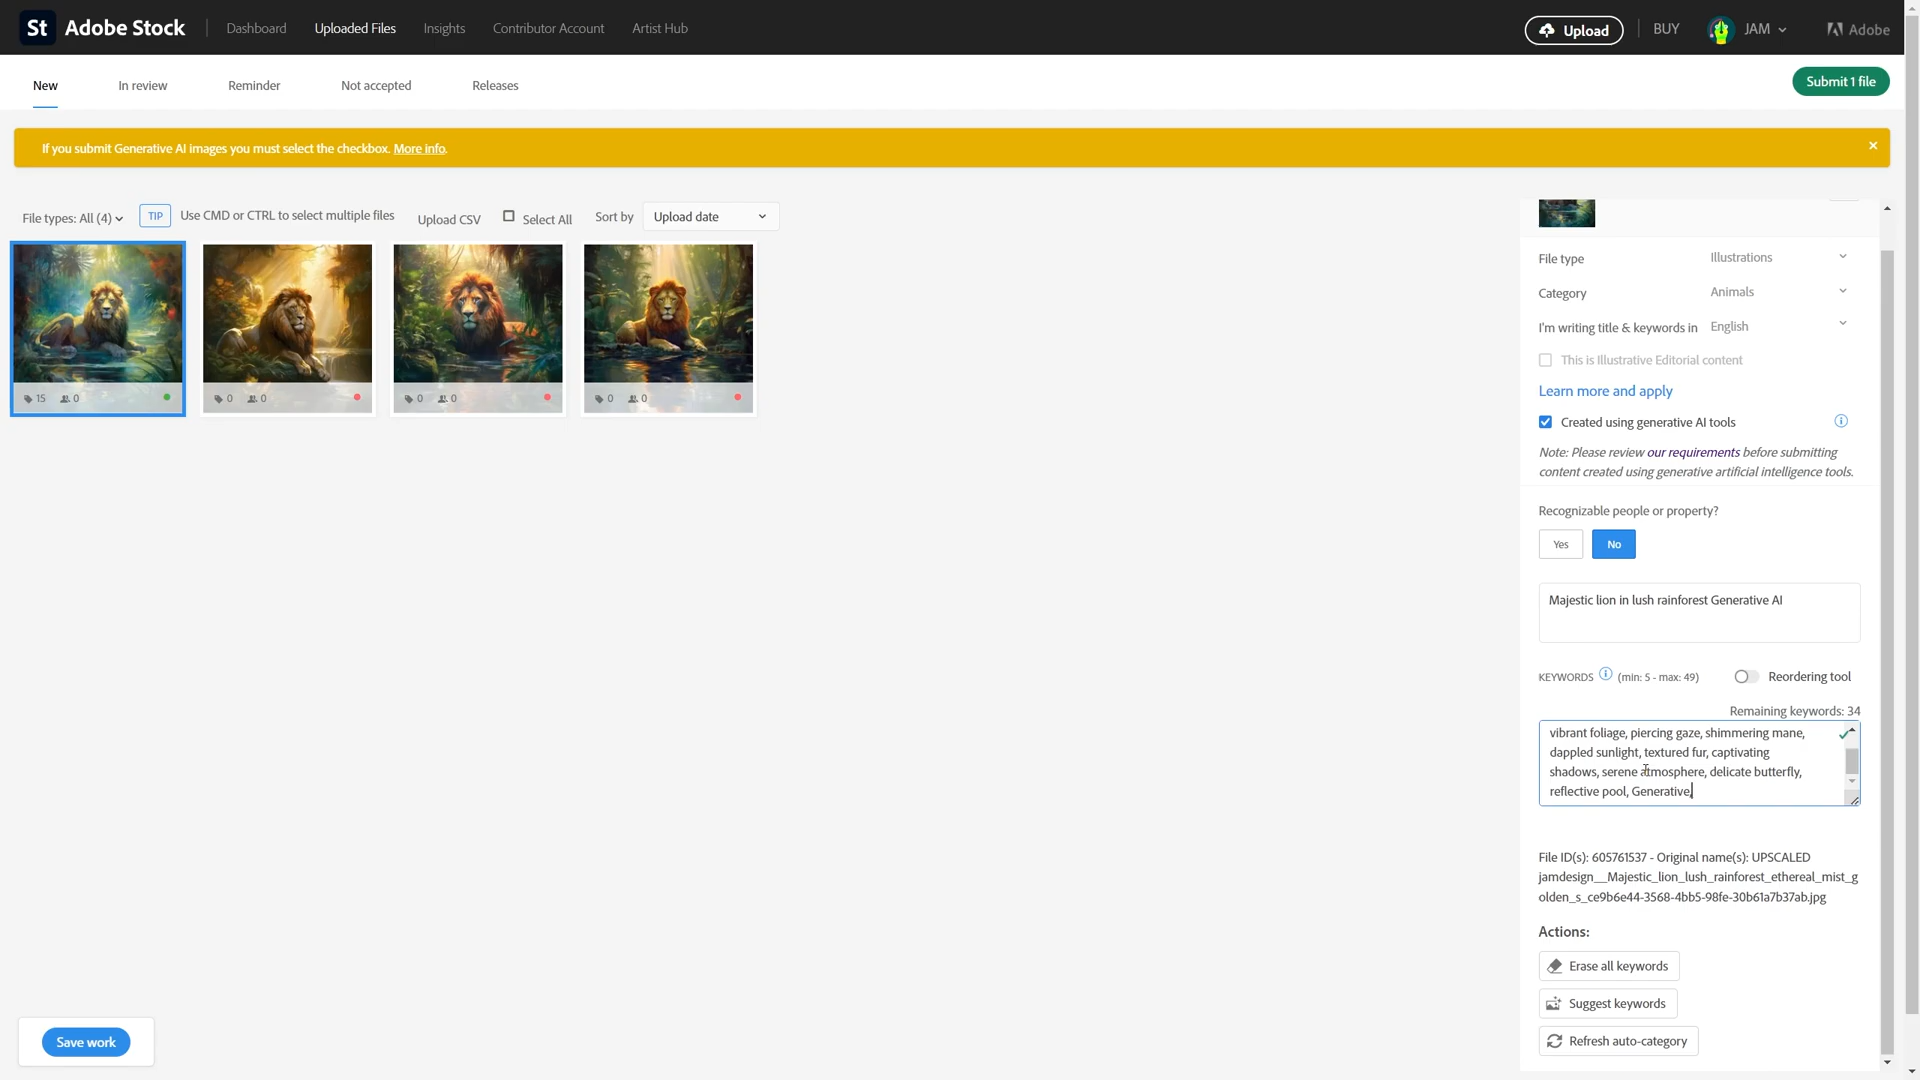 St Adobe Stock
Dashboard
Uploaded Files
Insights
Contributor Account
Artist Hub
Upload
BUY
JAM
Adobe
New
In review
Reminder
Not accepted
Releases
Submit 1 file
If you submit Generative AI images you must select the checkbox. More info.
File types: All (4)
TIP
Use CMD or CTRL to select multiple files
Upload CSV
Select All
Sort by
Upload date
15 0
0 0
0 0
0 0
File type Illustrations
Category Animals
I'm writing title & keywords in English
This is Illustrative Editorial content
Learn more and apply
Created using generative AI tools
Note: Please review our requirements before submitting
content created using generative artificial intelligence tools.
Recognizable people or property?
Yes No
Majestic lion in lush rainforest Generative AI
KEYWORDS (min: 5 - max: 49) Reordering tool
Remaining keywords: 34
vibrant foliage, piercing gaze, shimmering mane,
dappled sunlight, textured fur, captivating
shadows, serene atmosphere, delicate butterfly,
reflective pool, Generative,
File ID(s): 605761537 - Original name(s): UPSCALED
jamdesign__Majestic_lion_lush_rainforest_ethereal_mist_g
olden_s_ce9b6e44-3568-4bb5-98fe-30b61a7b37ab.jpg
Actions:
Erase all keywords
Suggest keywords
Refresh auto-category
Save work